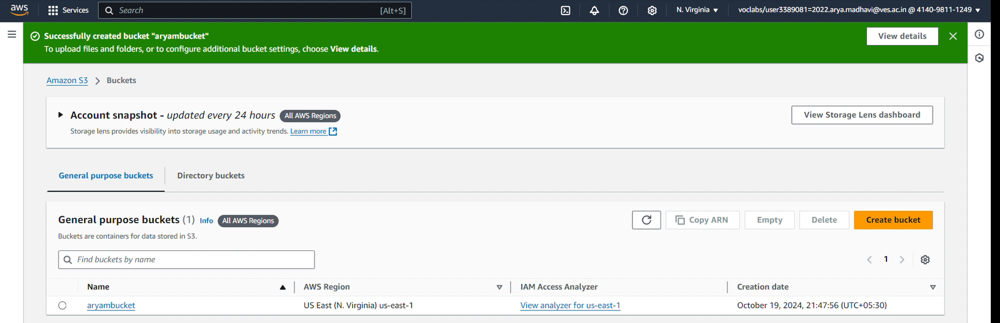 aws Services Search [Alt+S] N. Virginia voclabs/user3389081=2022.arya.madhavi@ves.ac.in @ 4140-9811-1249
Successfully created bucket "aryambucket" View details
To upload files and folders, or to configure additional bucket settings, choose View details.
Amazon S3 Buckets
Account snapshot - updated every 24 hours All AWS Regions View Storage Lens dashboard
Storage lens provides visibility into storage usage and activity trends. Learn more
General purpose buckets Directory buckets
General purpose buckets (1) Info All AWS Regions Copy ARN Empty Delete Create bucket
Buckets are containers for data stored in S3.
Find buckets by name 1
Name AWS Region IAM Access Analyzer Creation date
aryambucket US East (N. Virginia) us-east-1 View analyzer for us-east-1 October 19, 2024, 21:47:56 (UTC+05:30)